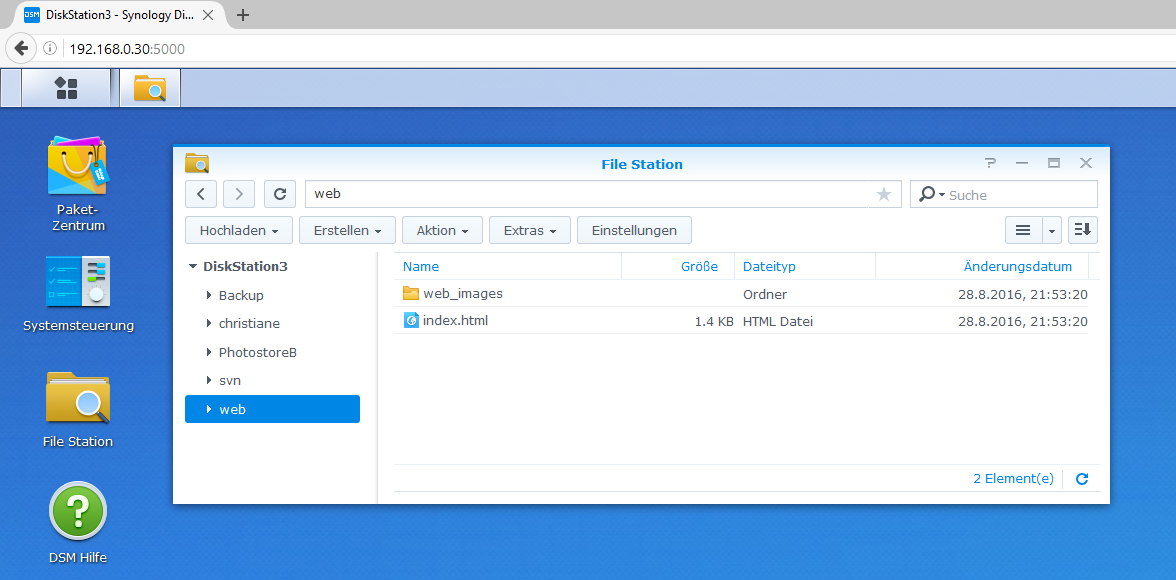 DSM DiskStation3 - Synology Di...
192.168.0.30:5000
Paket-
Zentrum
Systemsteuerung
File Station
DSM Hilfe
File Station
web
Suche
Hochladen
Erstellen
Aktion
Extras
Einstellungen
DiskStation3
Backup
christiane
PhotostoreB
svn
web
Name Größe Dateityp Änderungsdatum
web_images Ordner 28.8.2016, 21:53:20
index.html 1.4 KB HTML Datei 28.8.2016, 21:53:20
2 Element(e)